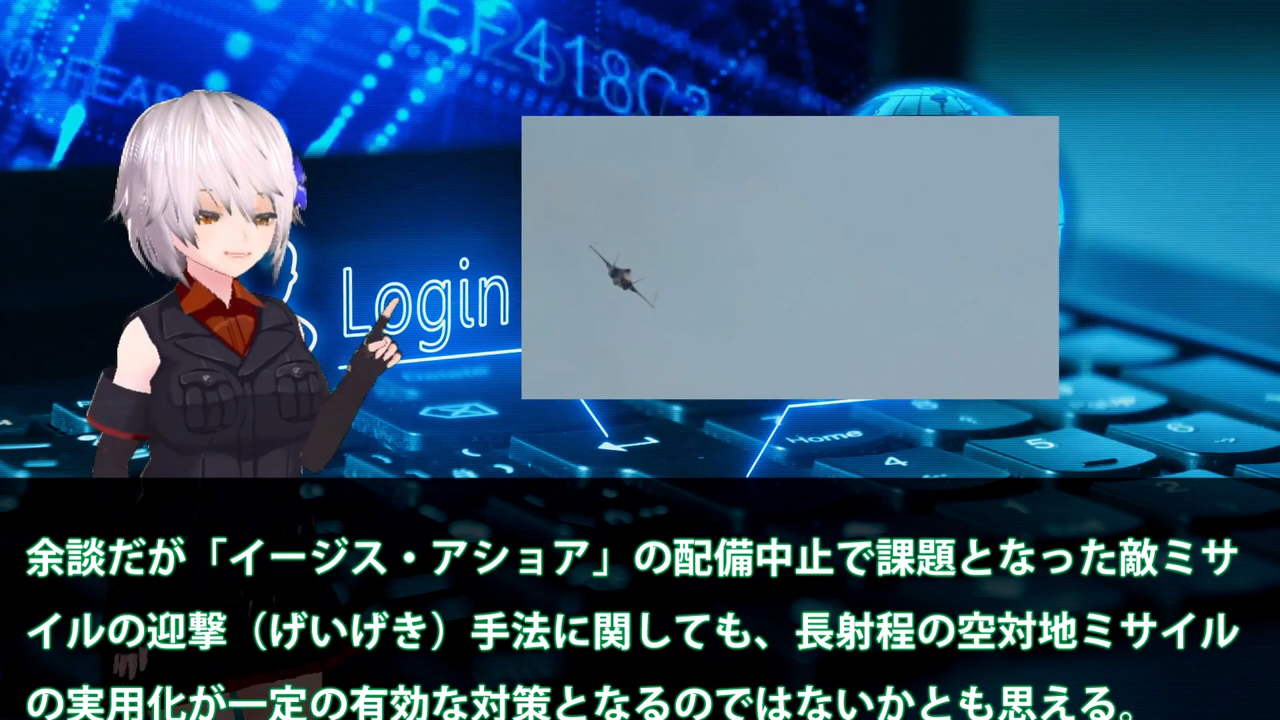 Login
Home
4
5
6
余談だが「イージス・アショア」の配備中止で課題となった敵ミサ
イルの迎撃（げいげき）手法に関しても、長射程の空対地ミサイル
の実用化が一定の有効な対策となるのではないかとも思える。